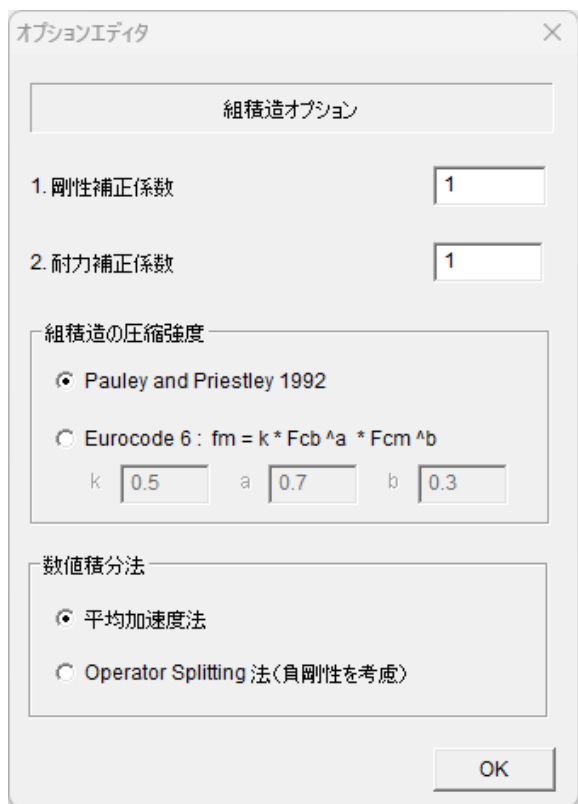 オプションエディタ
組積造オプション
1. 剛性補正係数 1
2. 耐力補正係数 1
組積造の圧縮強度
Pauley and Priestley 1992
Eurocode 6 : fm = k * Fcb ^a * Fcm ^b
k 0.5 a 0.7 b 0.3
数値積分法
平均加速度法
Operator Splitting 法(負剛性を考慮)
OK